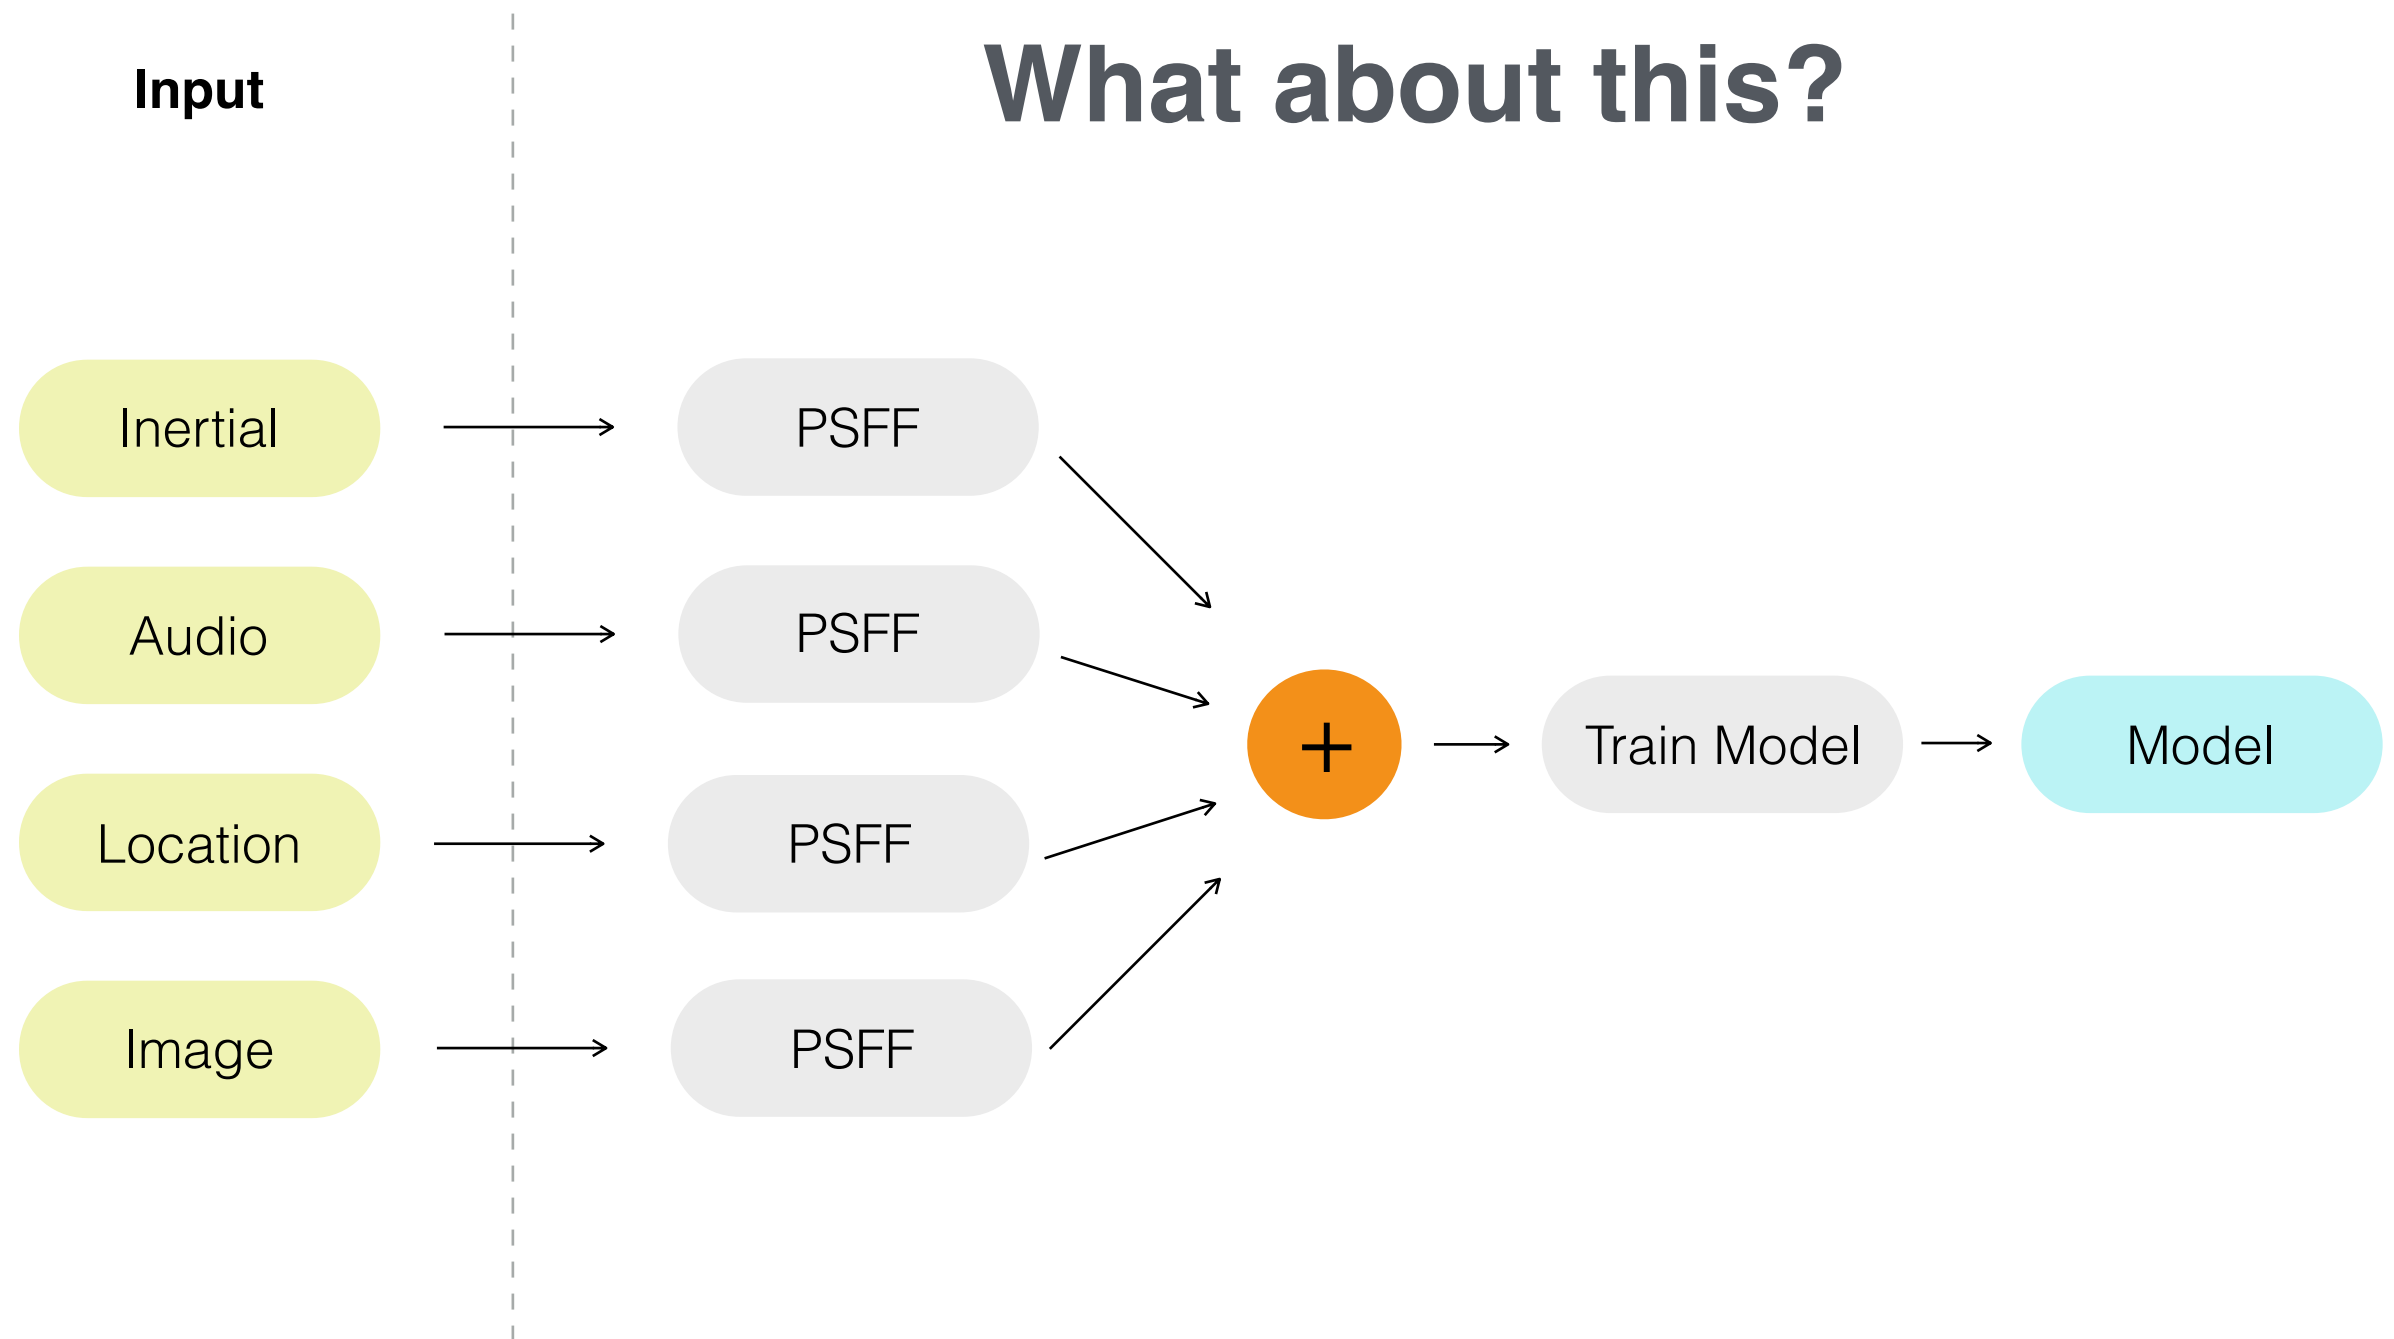 Input
What about this?
Inertial
PSFF
Audio
PSFF
Location
PSFF
Image
PSFF
+
Train Model
Model